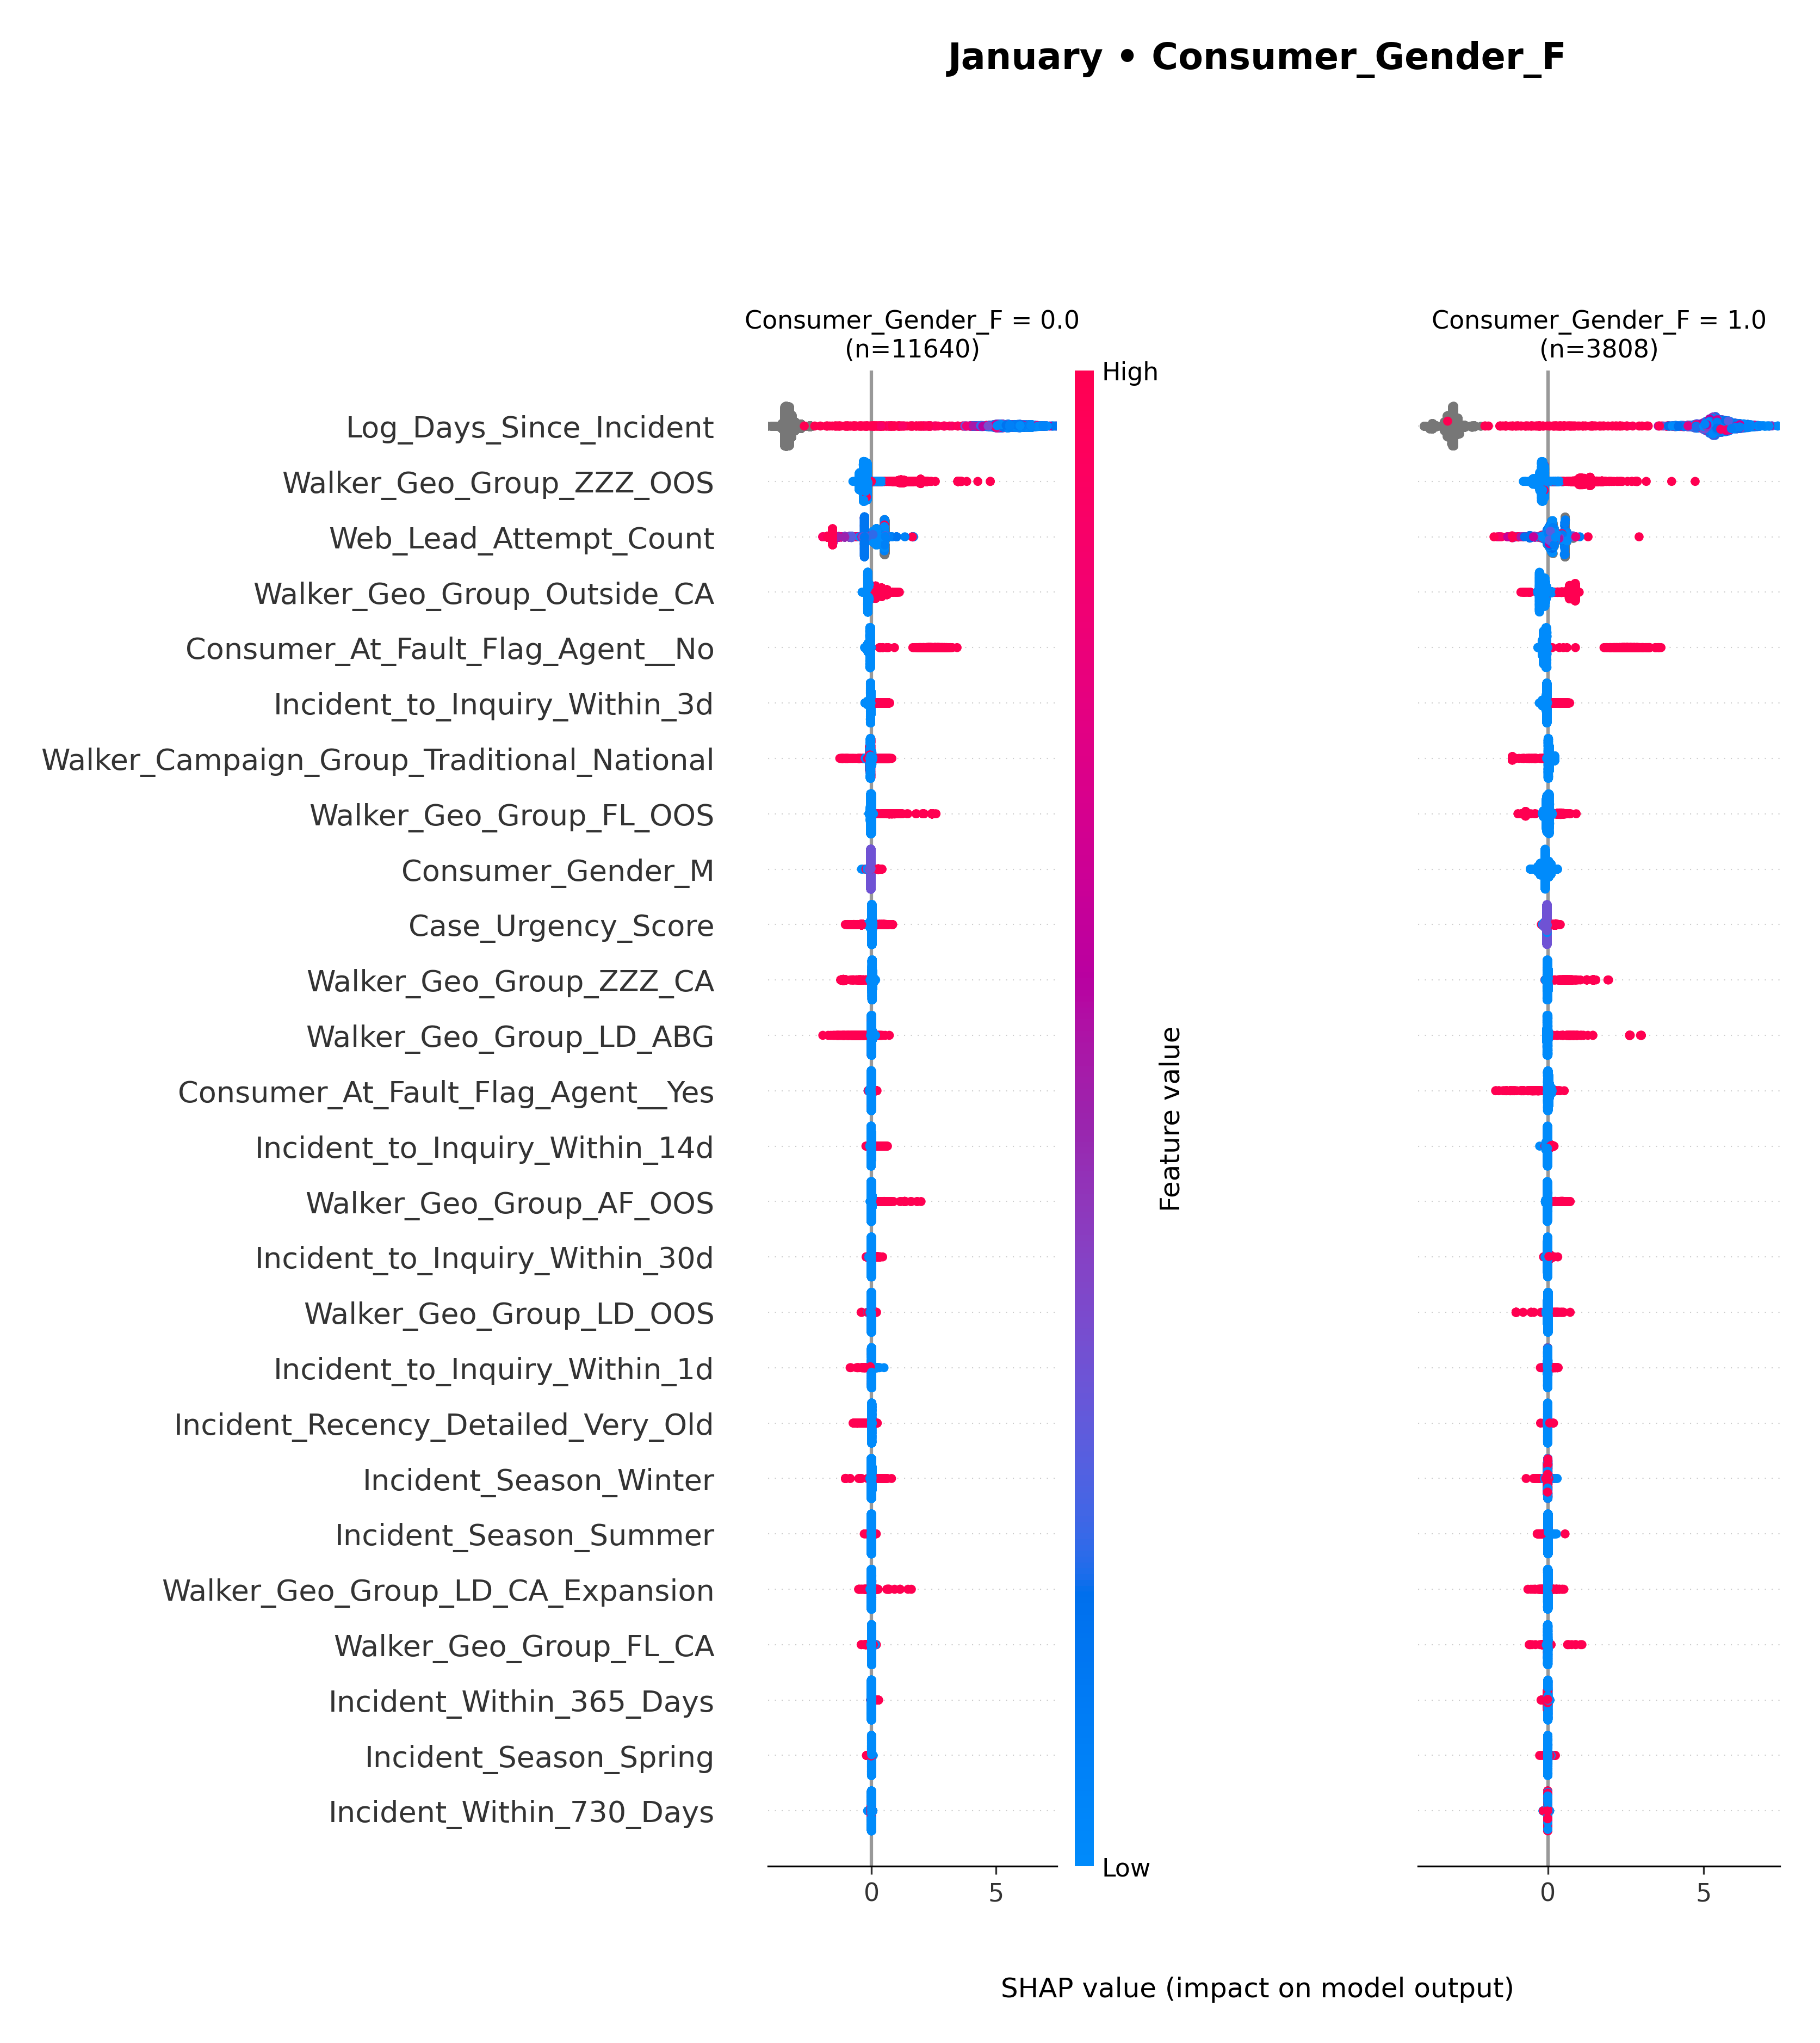 January • Consumer_Gender_F
Consumer_Gender_F = 0.0
(n=11640)
Consumer_Gender_F = 1.0
(n=3808)
High
Log_Days_Since_Incident
Walker_Geo_Group_ZZZ_OOS
Web_Lead_Attempt_Count
Walker_Geo_Group_Outside_CA
Consumer_At_Fault_Flag_Agent__No
Incident_to_Inquiry_Within_3d
Walker_Campaign_Group_Traditional_National
Walker_Geo_Group_FL_OOS
Consumer_Gender_M
Case_Urgency_Score
Walker_Geo_Group_ZZZ_CA
Walker_Geo_Group_LD_ABG
Consumer_At_Fault_Flag_Agent__Yes
Incident_to_Inquiry_Within_14d
Walker_Geo_Group_AF_OOS
Incident_to_Inquiry_Within_30d
Walker_Geo_Group_LD_OOS
Incident_to_Inquiry_Within_1d
Incident_Recency_Detailed_Very_Old
Incident_Season_Winter
Incident_Season_Summer
Walker_Geo_Group_LD_CA_Expansion
Walker_Geo_Group_FL_CA
Incident_Within_365_Days
Incident_Season_Spring
Incident_Within_730_Days
Feature value
Low
0 5
0 5
SHAP value (impact on model output)